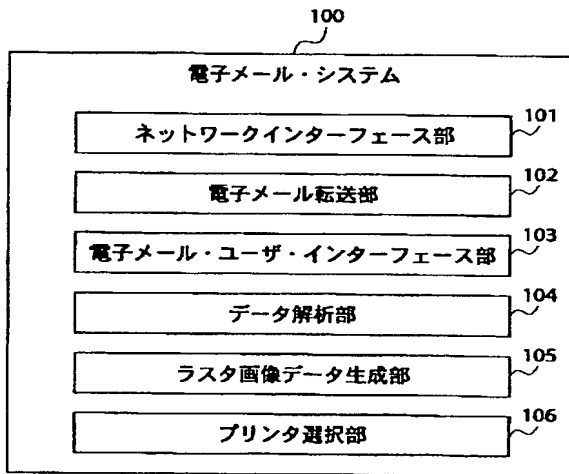 100
電子メール・システム
101
ネットワークインターフェース部
102
電子メール転送部
103
電子メール・ユーザ・インターフェース部
104
データ解析部
105
ラスタ画像データ生成部
106
プリンタ選択部